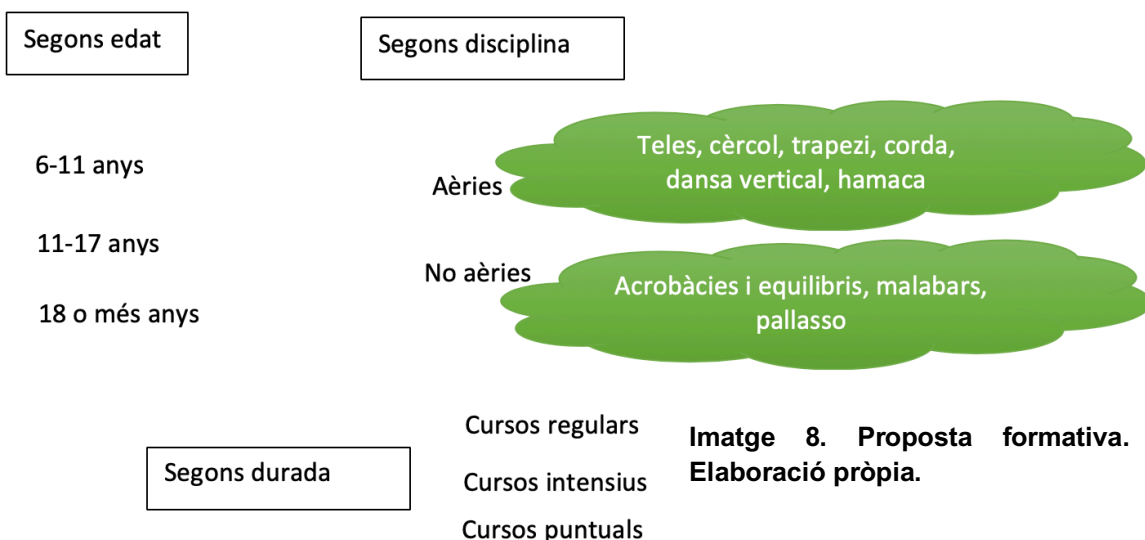 Segons edat
Segons disciplina
6-11 anys
11-17 anys
18 o més anys
Aèries
Teles, cèrcol, trapezi, corda,
dansa vertical, hamaca
No aèries
Acrobàcies i equilibris, malabars,
pallasso
Segons durada
Cursos regulars
Cursos intensius
Cursos puntuals
Imatge 8. Proposta formativa.
Elaboració pròpia.